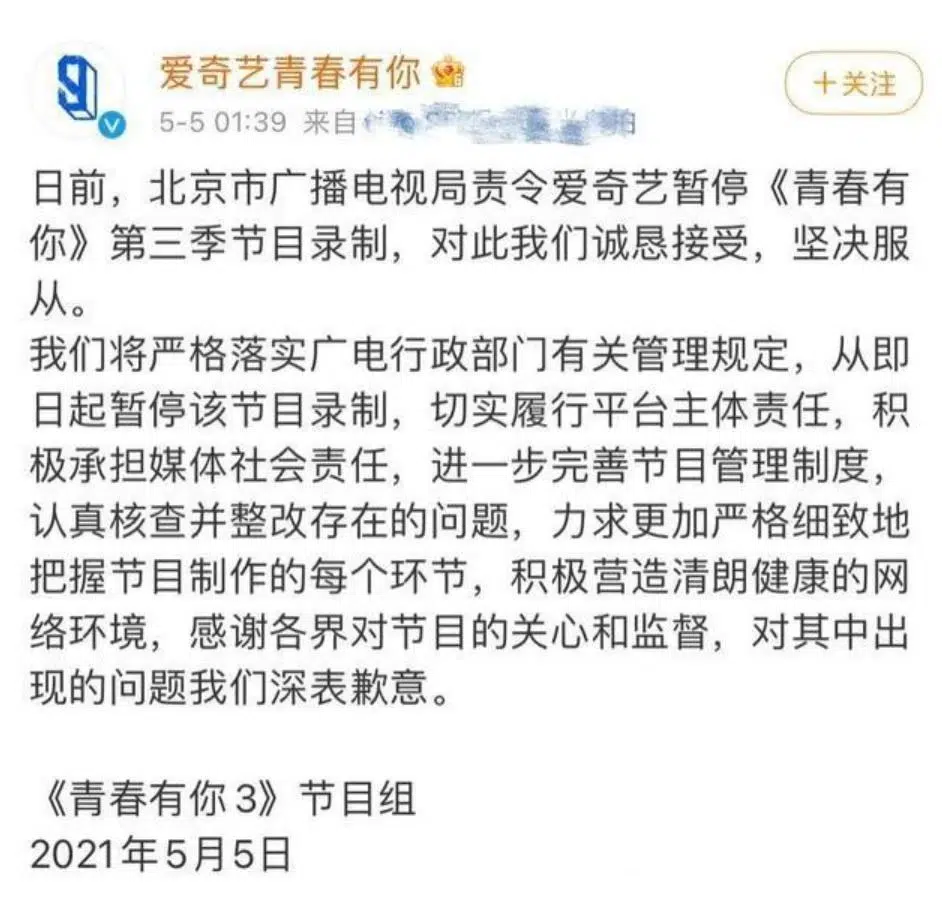 爱奇艺青春有你
+关注
5-5 01:39 来自
日前，北京市广播电视局责令爱奇艺暂停《青春有
你》第三季节目录制，对此我们诚恳接受，坚决服
从。
我们将严格落实广电行政部门有关管理规定，从即
日起暂停该节目录制，切实履行平台主体责任，积
极承担媒体社会责任，进一步完善节目管理制度，
认真核查并整改存在的问题，力求更加严格细致地
把握节目制作的每个环节，积极营造清朗健康的网
络环境，感谢各界对节目的关心和监督，对其中出
现的问题我们深表歉意。
《青春有你3》节目组
2021年5月5日